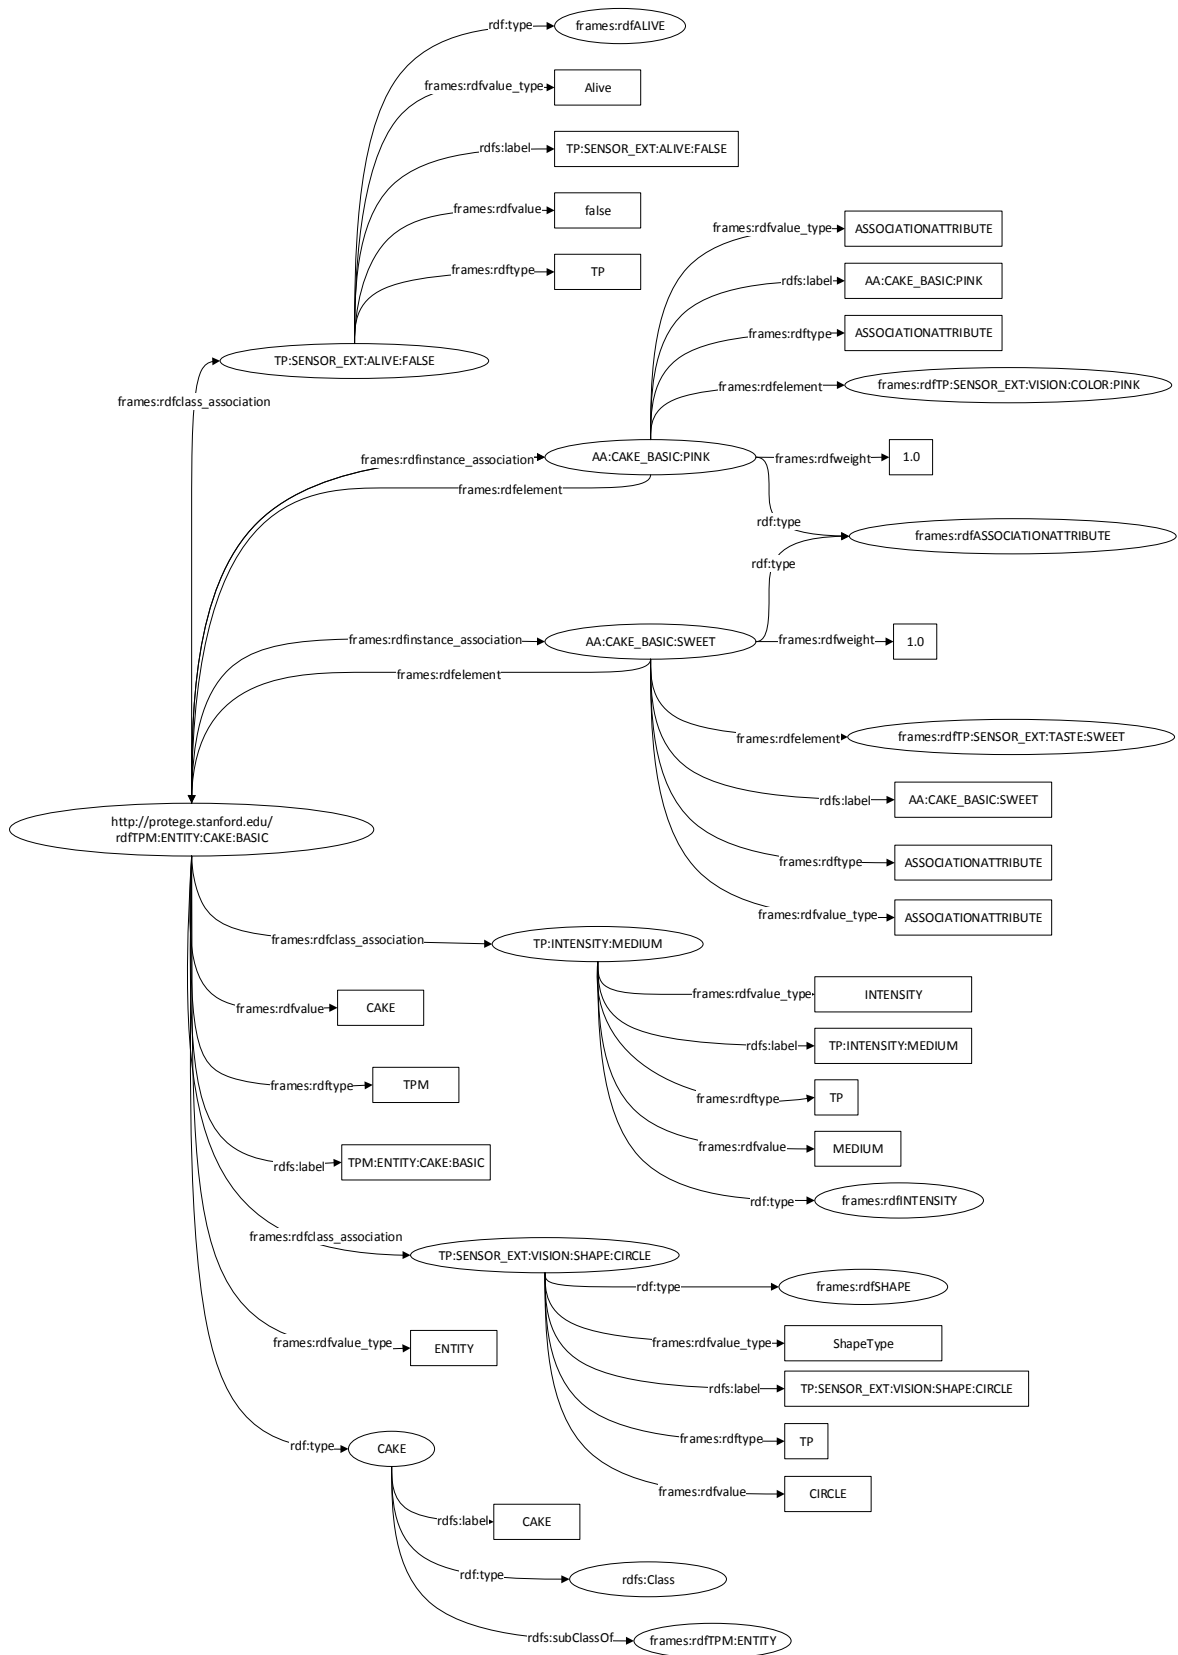 rdf:type
frames:rdfALIVE
frames:rdfvalue_type
Alive
rdfs:label
TP:SENSOR_EXT:ALIVE:FALSE
frames:rdfvalue
false
frames:rdftype
TP
TP:SENSOR_EXT:ALIVE:FALSE
frames:rdfclass_association
frames:rdfvalue_type
ASSOCIATIONATTRIBUTE
rdfs:label
AA:CAKE_BASIC:PINK
frames:rdftype
ASSOCIATIONATTRIBUTE
frames:rdfelement
frames:rdfTP:SENSOR_EXT:VISION:COLOR:PINK
frames:rdfinstance_association
AA:CAKE_BASIC:PINK
frames:rdfweight
1.0
frames:rdfelement
rdf:type
frames:rdfASSOCIATIONATTRIBUTE
rdf:type
frames:rdfinstance_association
AA:CAKE_BASIC:SWEET
frames:rdfweight
1.0
frames:rdfelement
frames:rdfelement
frames:rdfTP:SENSOR_EXT:TASTE:SWEET
rdfs:label
AA:CAKE_BASIC:SWEET
http://protege.stanford.edu/
rdfTPM:ENTITY:CAKE:BASIC
frames:rdftype
ASSOCIATIONATTRIBUTE
frames:rdfvalue_type
ASSOCIATIONATTRIBUTE
frames:rdfclass_association
TP:INTENSITY:MEDIUM
frames:rdfvalue_type
INTENSITY
frames:rdfvalue
CAKE
rdfs:label
TP:INTENSITY:MEDIUM
frames:rdftype
TPM
frames:rdftype
TP
frames:rdfvalue
MEDIUM
rdfs:label
TPM:ENTITY:CAKE:BASIC
rdf:type
frames:rdfINTENSITY
frames:rdfclass_association
TP:SENSOR_EXT:VISION:SHAPE:CIRCLE
rdf:type
frames:rdfSHAPE
frames:rdfvalue_type
ENTITY
frames:rdfvalue_type
ShapeType
rdfs:label
TP:SENSOR_EXT:VISION:SHAPE:CIRCLE
rdf:type
CAKE
frames:rdftype
TP
frames:rdfvalue
CIRCLE
rdfs:label
CAKE
rdf:type
rdfs:Class
rdfs:subClassOf
frames:rdfTPM:ENTITY